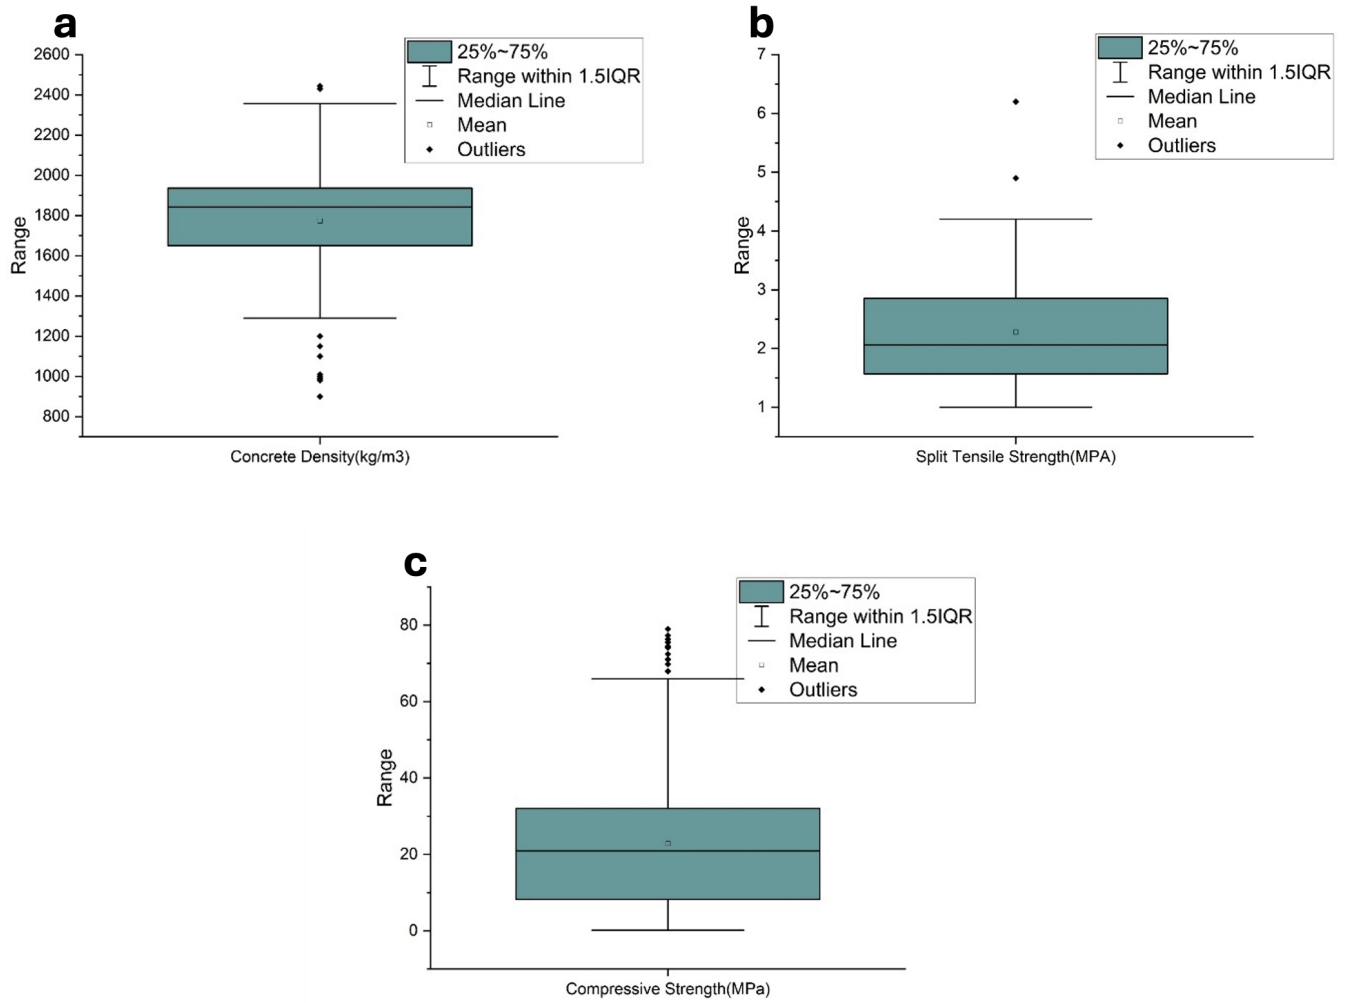 a
2600
2400
2200
2000
1800
1600
1400
1200
1000
800
Range
Concrete Density(kg/m3)
25%~75%
Range within 1.5IQR
Median Line
Mean
Outliers
b
7
6
5
4
3
2
1
Range
Split Tensile Strength(MPA)
25%~75%
Range within 1.5IQR
Median Line
Mean
Outliers
c
80
60
40
20
0
Range
Compressive Strength(MPa)
25%~75%
Range within 1.5IQR
Median Line
Mean
Outliers